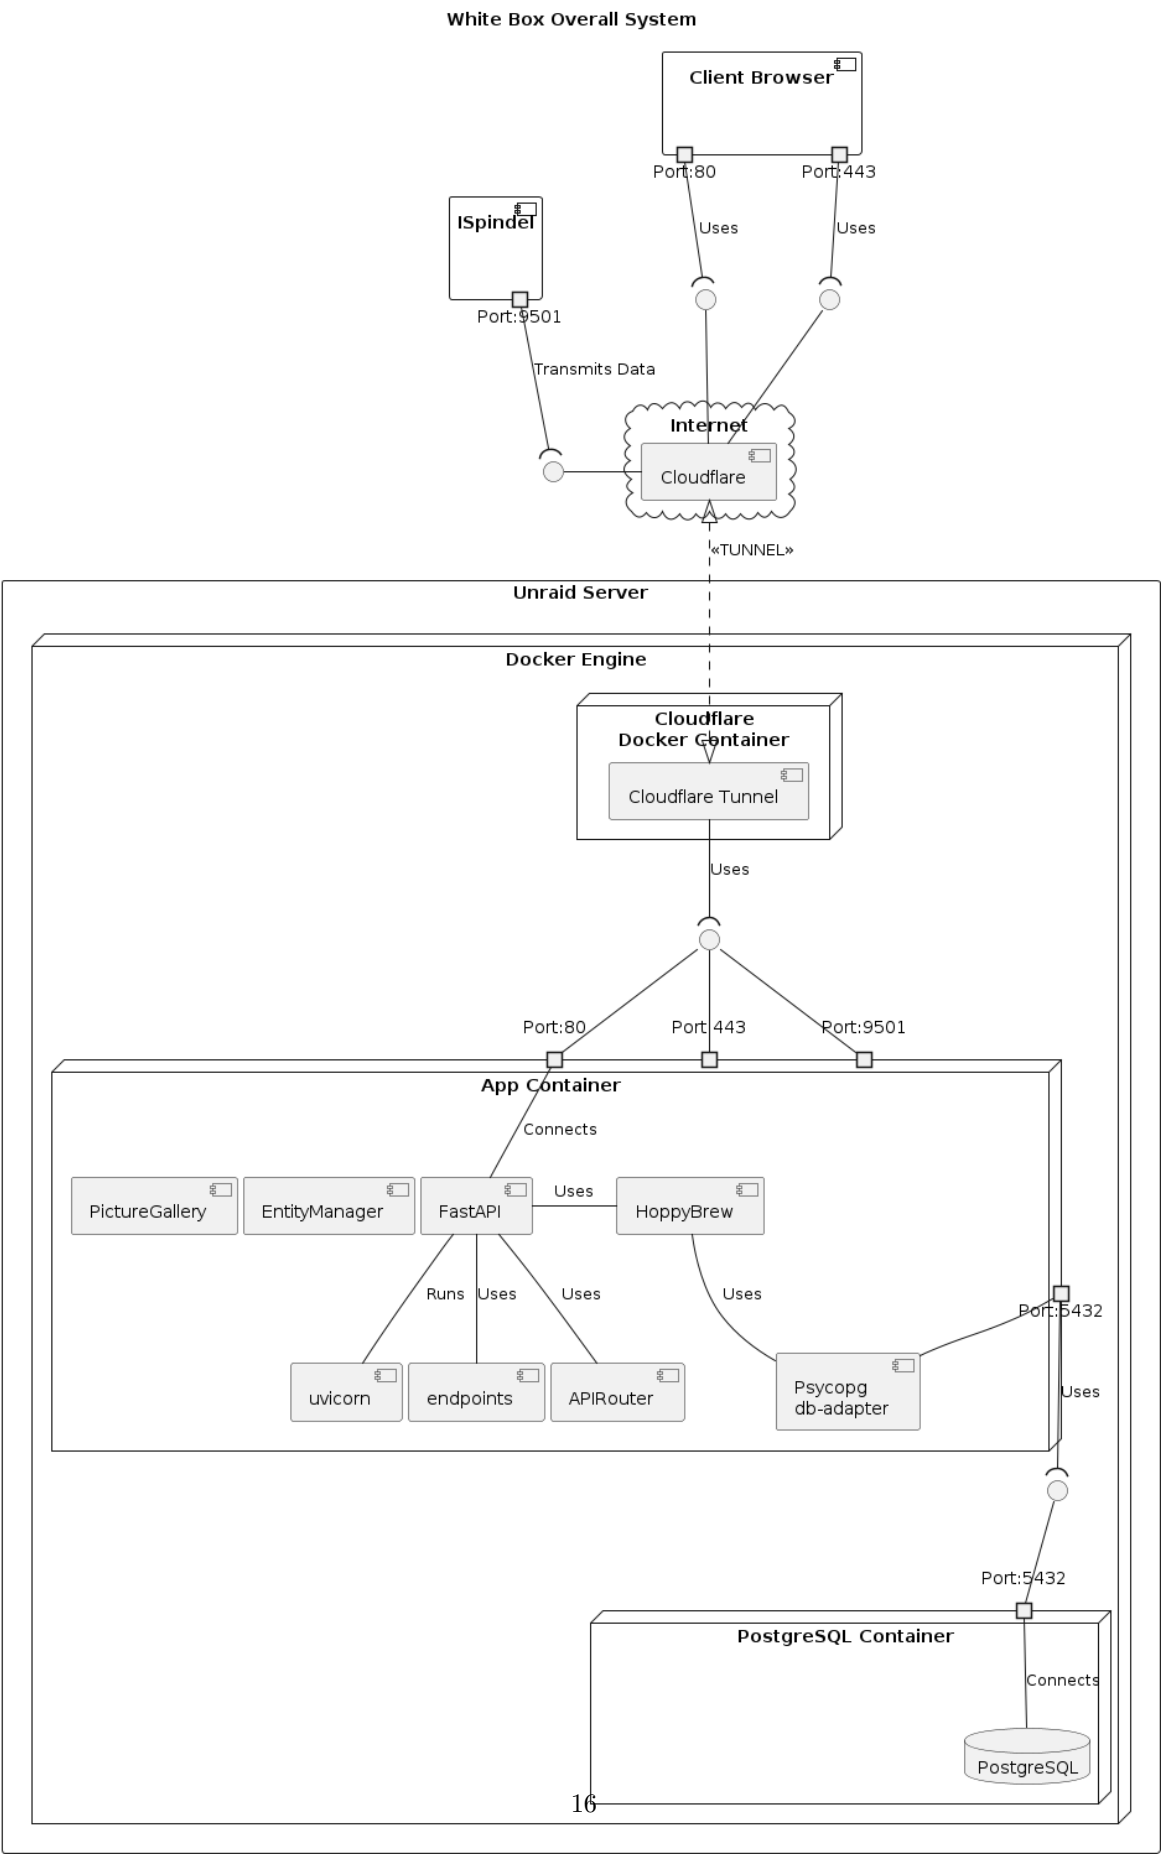 White Box Overall System
Client Browser
Port:80
Port:443
ISpindel
Uses
Uses
Port:9501
Transmits Data
Internet
Cloudflare
«TUNNEL»
Unraid Server
Docker Engine
Cloudflare
Docker Container
Cloudflare Tunnel
Uses
Port:80
Port:443
Port:9501
App Container
Connects
PictureGallery
EntityManager
FastAPI
Uses
HoppyBrew
Runs
Uses
Uses
Uses
Port:5432
uvicorn
endpoints
APIRouter
Psycopg
db-adapter
Uses
Port:5432
PostgreSQL Container
Connects
PostgreSQL
16